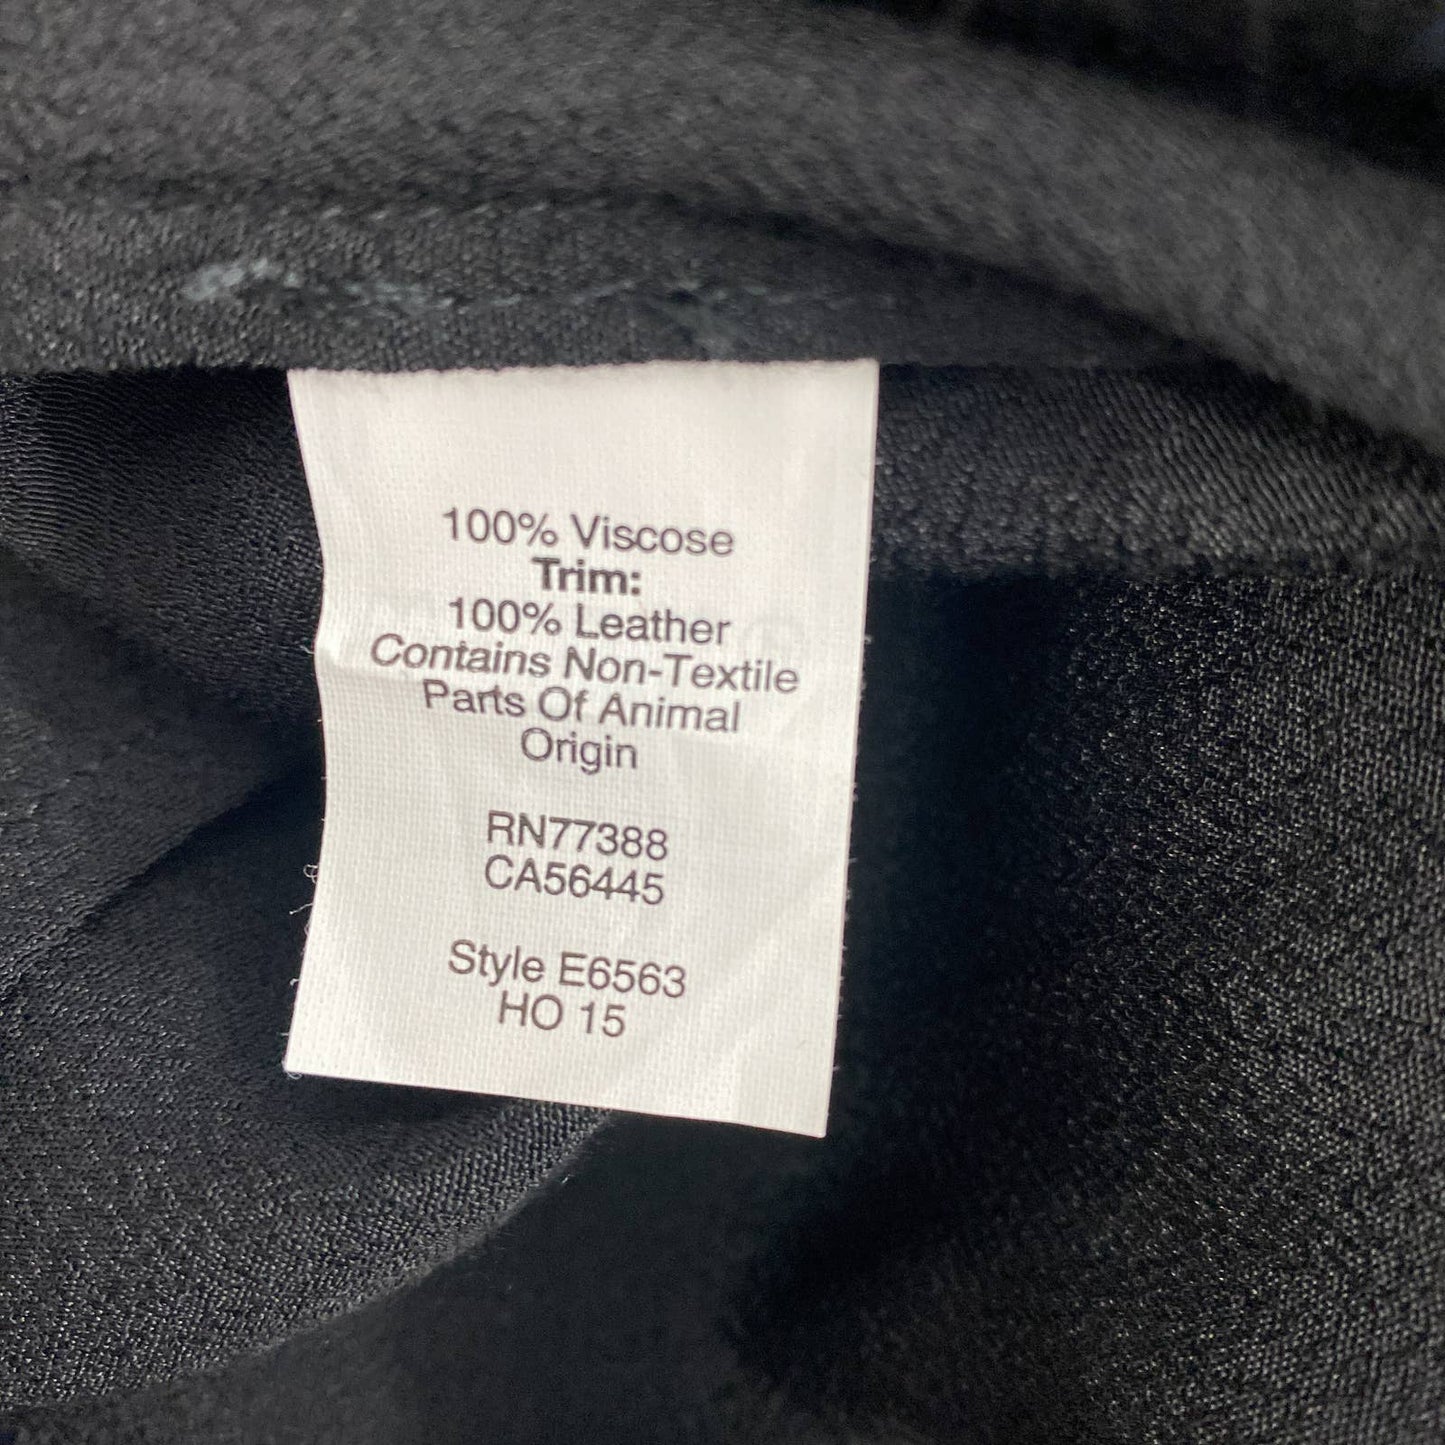 100% Viscose
Trim:
100% Leather
Contains Non-Textile
Parts Of Animal
Origin
RN77388
CA56445
Style E6563
HO 15